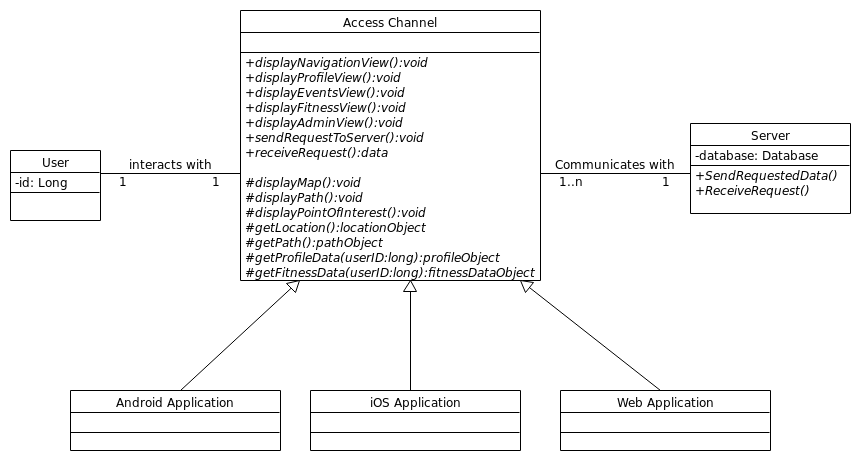 Access Channel
+displayNavigationView():void
+displayProfileView():void
+displayEventsView():void
+displayFitnessView():void
+displayAdminView():void
+sendRequestToServer():void
+receiveRequest():data
#displayMap():void
#displayPath():void
#displayPointOfInterest():void
#getLocation():locationObject
#getPath():pathObject
#getProfileData(userID:long):profileObject
#getFitnessData(userID:long):fitnessDataObject
User
-id: Long
interacts with
1 1
Communicates with
1..n 1
Server
-database: Database
+SendRequestedData()
+ReceiveRequest()
Android Application
iOS Application
Web Application